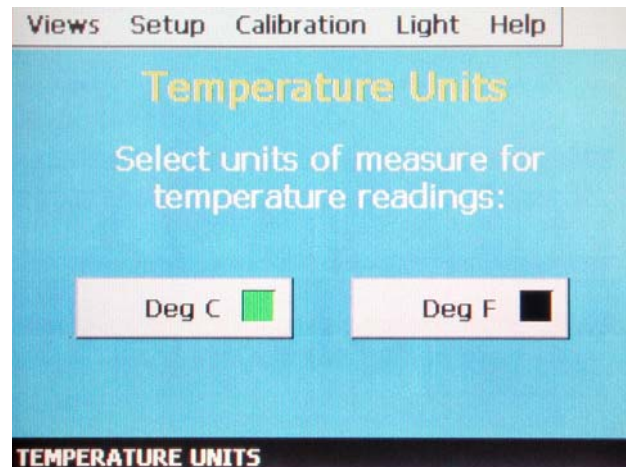 Views Setup Calibration Light Help
Temperature Units
Select units of measure for
temperature readings:
Deg C Deg F
TEMPERATURE UNITS